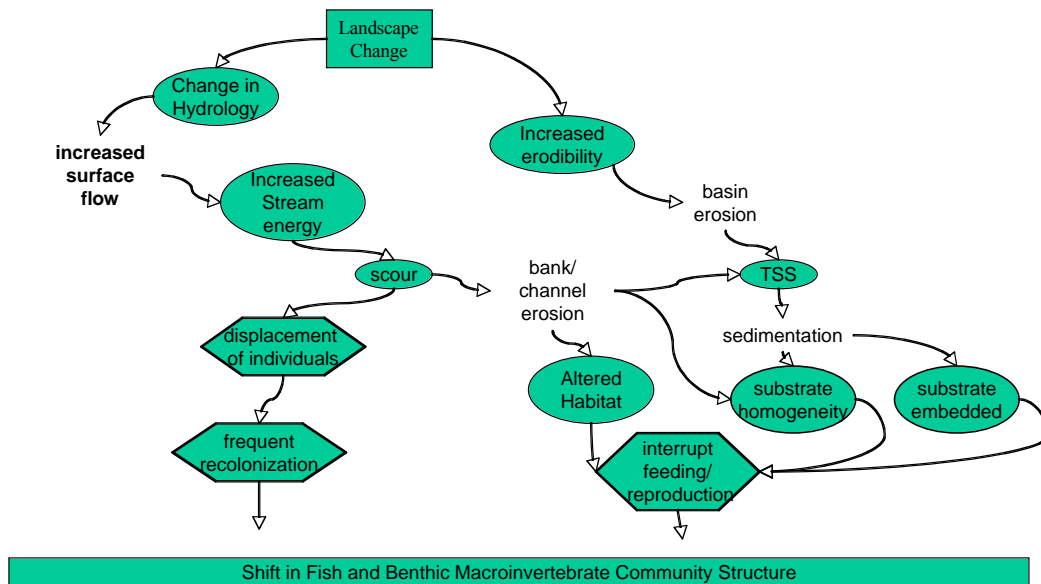 Landscape
Change
Change in
Hydrology
Increased
erodibility
increased
surface
flow
Increased
Stream
energy
basin
erosion
scour
bank/
channel
erosion
TSS
displacement
of individuals
sedimentation
Altered
Habitat
substrate
homogeneity
substrate
embedded
frequent
recolonization
interrupt
feeding/
reproduction
Shift in Fish and Benthic Macroinvertebrate Community Structure